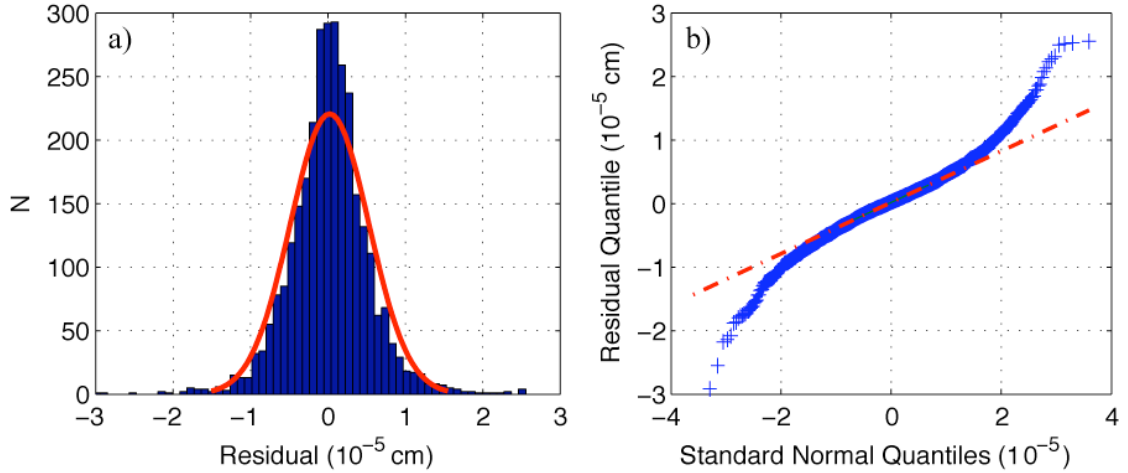 a)
N
300
250
200
150
100
50
0
−3 −2 −1 0 1 2 3
Residual (10⁻⁵ cm)
b)
Residual Quantile (10⁻⁵ cm)
3
2
1
0
−1
−2
−3
−4 −2 0 2 4
Standard Normal Quantiles (10⁻⁵)